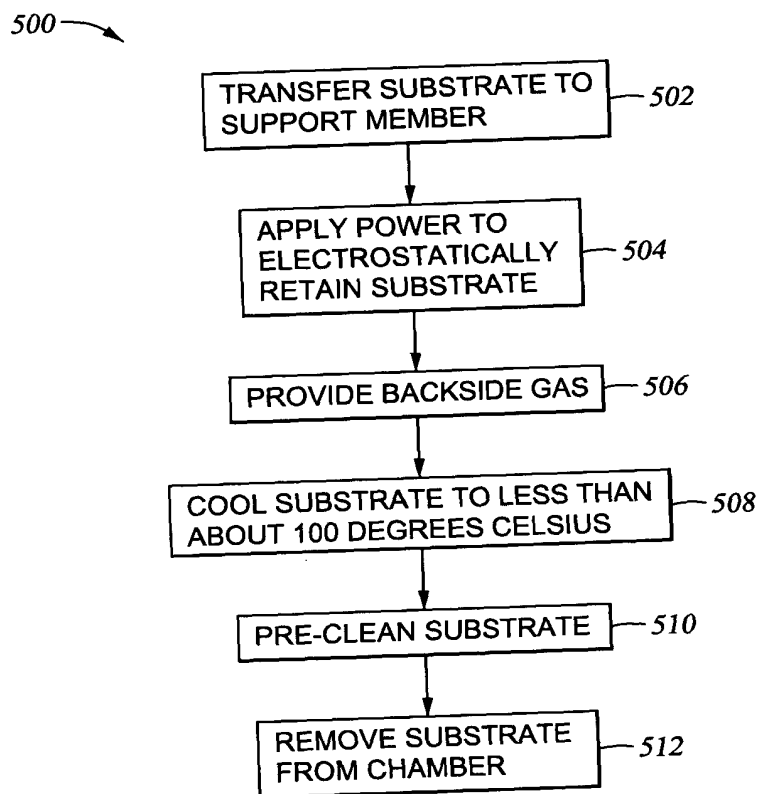 500
TRANSFER SUBSTRATE TO
SUPPORT MEMBER
502
APPLY POWER TO
ELECTROSTATICALLY
RETAIN SUBSTRATE
504
PROVIDE BACKSIDE GAS
506
COOL SUBSTRATE TO LESS THAN
ABOUT 100 DEGREES CELSIUS
508
PRE-CLEAN SUBSTRATE
510
REMOVE SUBSTRATE
FROM CHAMBER
512